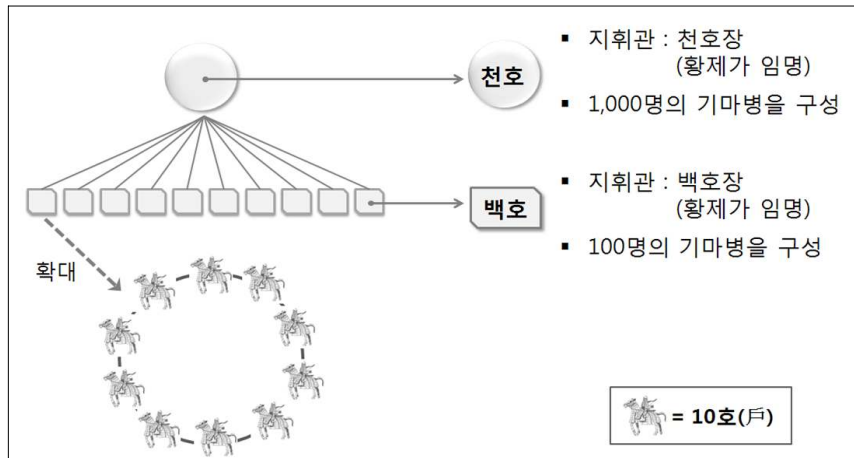 천호
▪ 지휘관 : 천호장
(황제가 임명)
▪ 1,000명의 기마병을 구성
백호
▪ 지휘관 : 백호장
(황제가 임명)
▪ 100명의 기마병을 구성
확대
= 10호(戶)